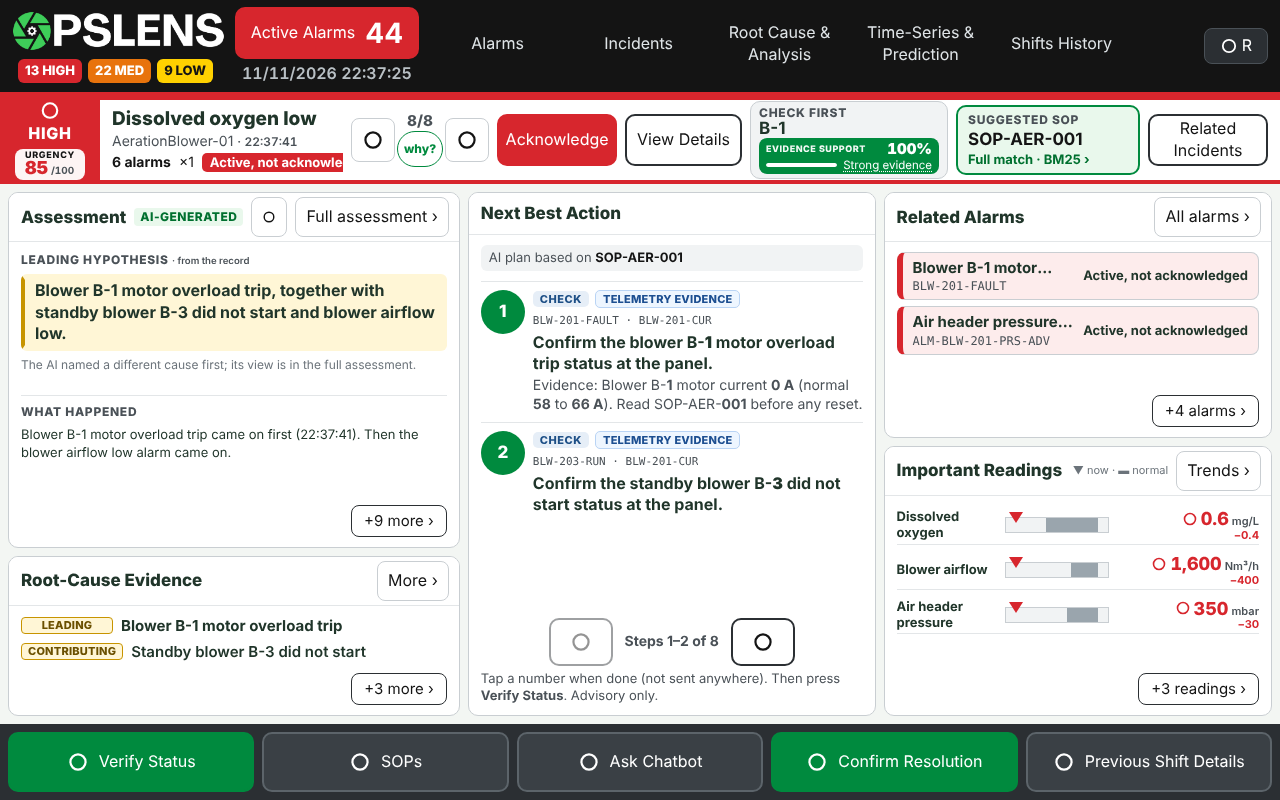 OPSLENS
13 HIGH 22 MED 9 LOW
Active Alarms 44
11/11/2026 22:37:25
Alarms
Incidents
Root Cause &
Analysis
Time-Series &
Prediction
Shifts History
R
HIGH
URGENCY
85 /100
Dissolved oxygen low
AerationBlower-01 · 22:37:41
6 alarms ×1 Active, not acknowle
8/8
why?
Acknowledge
View Details
CHECK FIRST
B-1
EVIDENCE SUPPORT 100%
Strong evidence
SUGGESTED SOP
SOP-AER-001
Full match · BM25 ›
Related
Incidents
Assessment AI-GENERATED
Full assessment ›
LEADING HYPOTHESIS · from the record
Blower B-1 motor overload trip, together with
standby blower B-3 did not start and blower airflow
low.
The AI named a different cause first; its view is in the full assessment.
WHAT HAPPENED
Blower B-1 motor overload trip came on first (22:37:41). Then the
blower airflow low alarm came on.
+9 more ›
Root-Cause Evidence
More ›
LEADING Blower B-1 motor overload trip
CONTRIBUTING Standby blower B-3 did not start
+3 more ›
Next Best Action
AI plan based on SOP-AER-001
1
CHECK TELEMETRY EVIDENCE
BLW-201-FAULT · BLW-201-CUR
Confirm the blower B-1 motor overload
trip status at the panel.
Evidence: Blower B-1 motor current 0 A (normal
58 to 66 A). Read SOP-AER-001 before any reset.
2
CHECK TELEMETRY EVIDENCE
BLW-203-RUN · BLW-201-CUR
Confirm the standby blower B-3 did not
start status at the panel.
Steps 1–2 of 8
Tap a number when done (not sent anywhere). Then press
Verify Status. Advisory only.
Related Alarms
All alarms ›
Blower B-1 motor…
BLW-201-FAULT
Active, not acknowledged
Air header pressure…
ALM-BLW-201-PRS-ADV
Active, not acknowledged
+4 alarms ›
Important Readings
▼ now · ▬ normal
Trends ›
Dissolved
oxygen
0.6 mg/L
−0.4
Blower airflow
1,600 Nm³/h
−400
Air header
pressure
350 mbar
−30
+3 readings ›
Verify Status
SOPs
Ask Chatbot
Confirm Resolution
Previous Shift Details